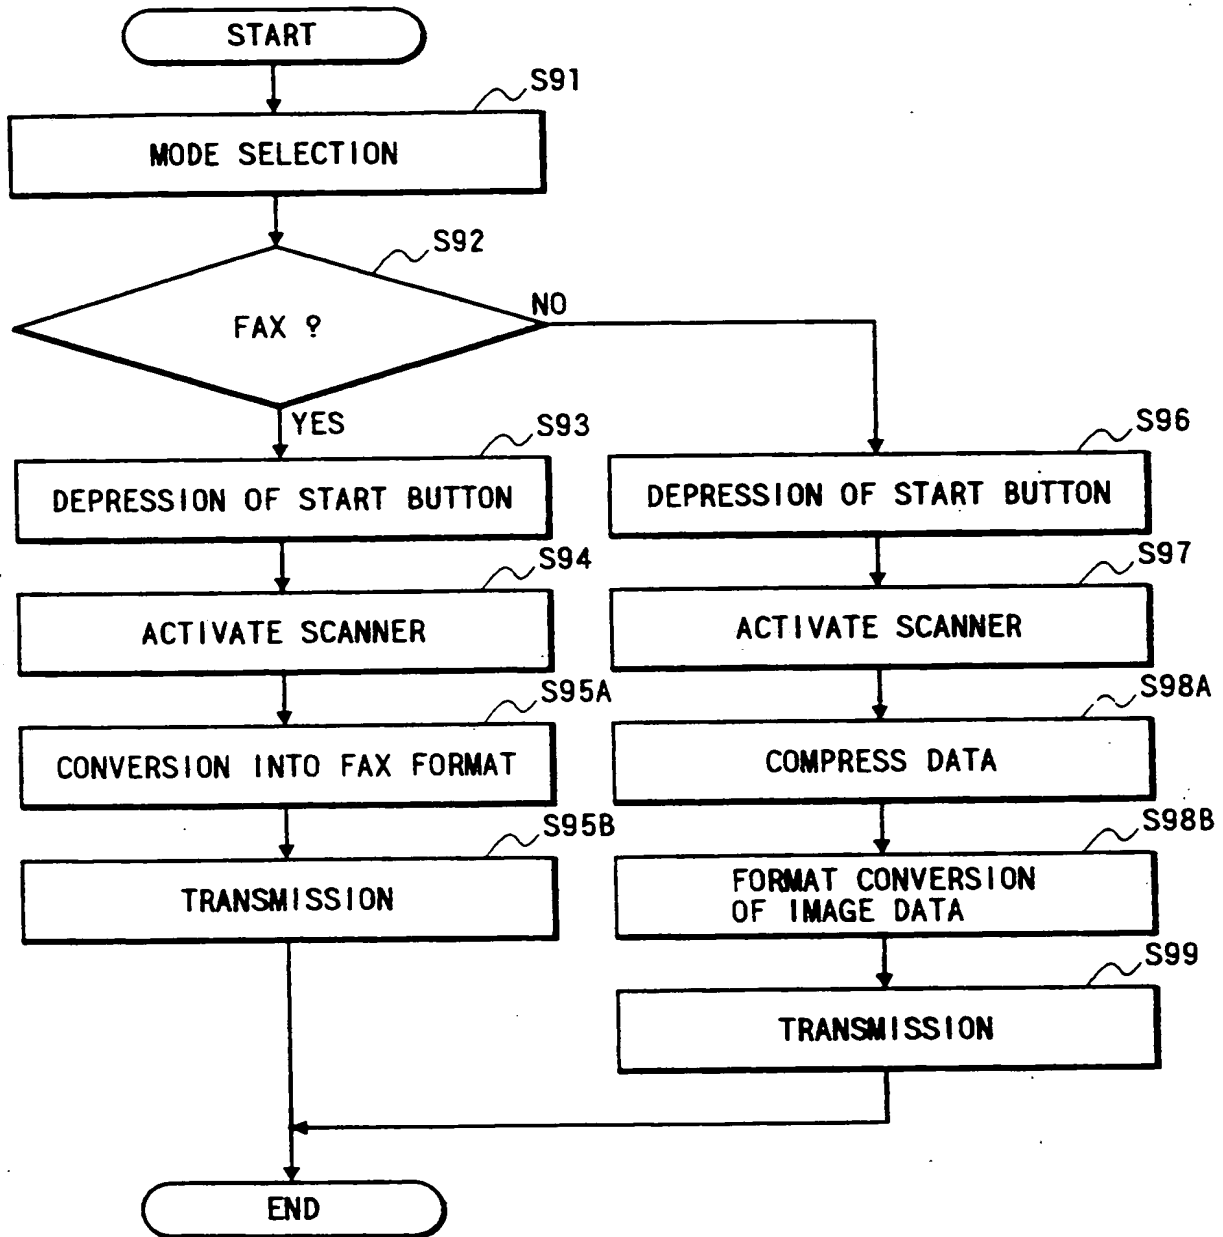 START
S91
MODE SELECTION
S92
FAX ?
NO
YES
S93
DEPRESSION OF START BUTTON
S94
ACTIVATE SCANNER
S95A
CONVERSION INTO FAX FORMAT
S95B
TRANSMISSION
S96
DEPRESSION OF START BUTTON
S97
ACTIVATE SCANNER
S98A
COMPRESS DATA
S98B
FORMAT CONVERSION
OF IMAGE DATA
S99
TRANSMISSION
END